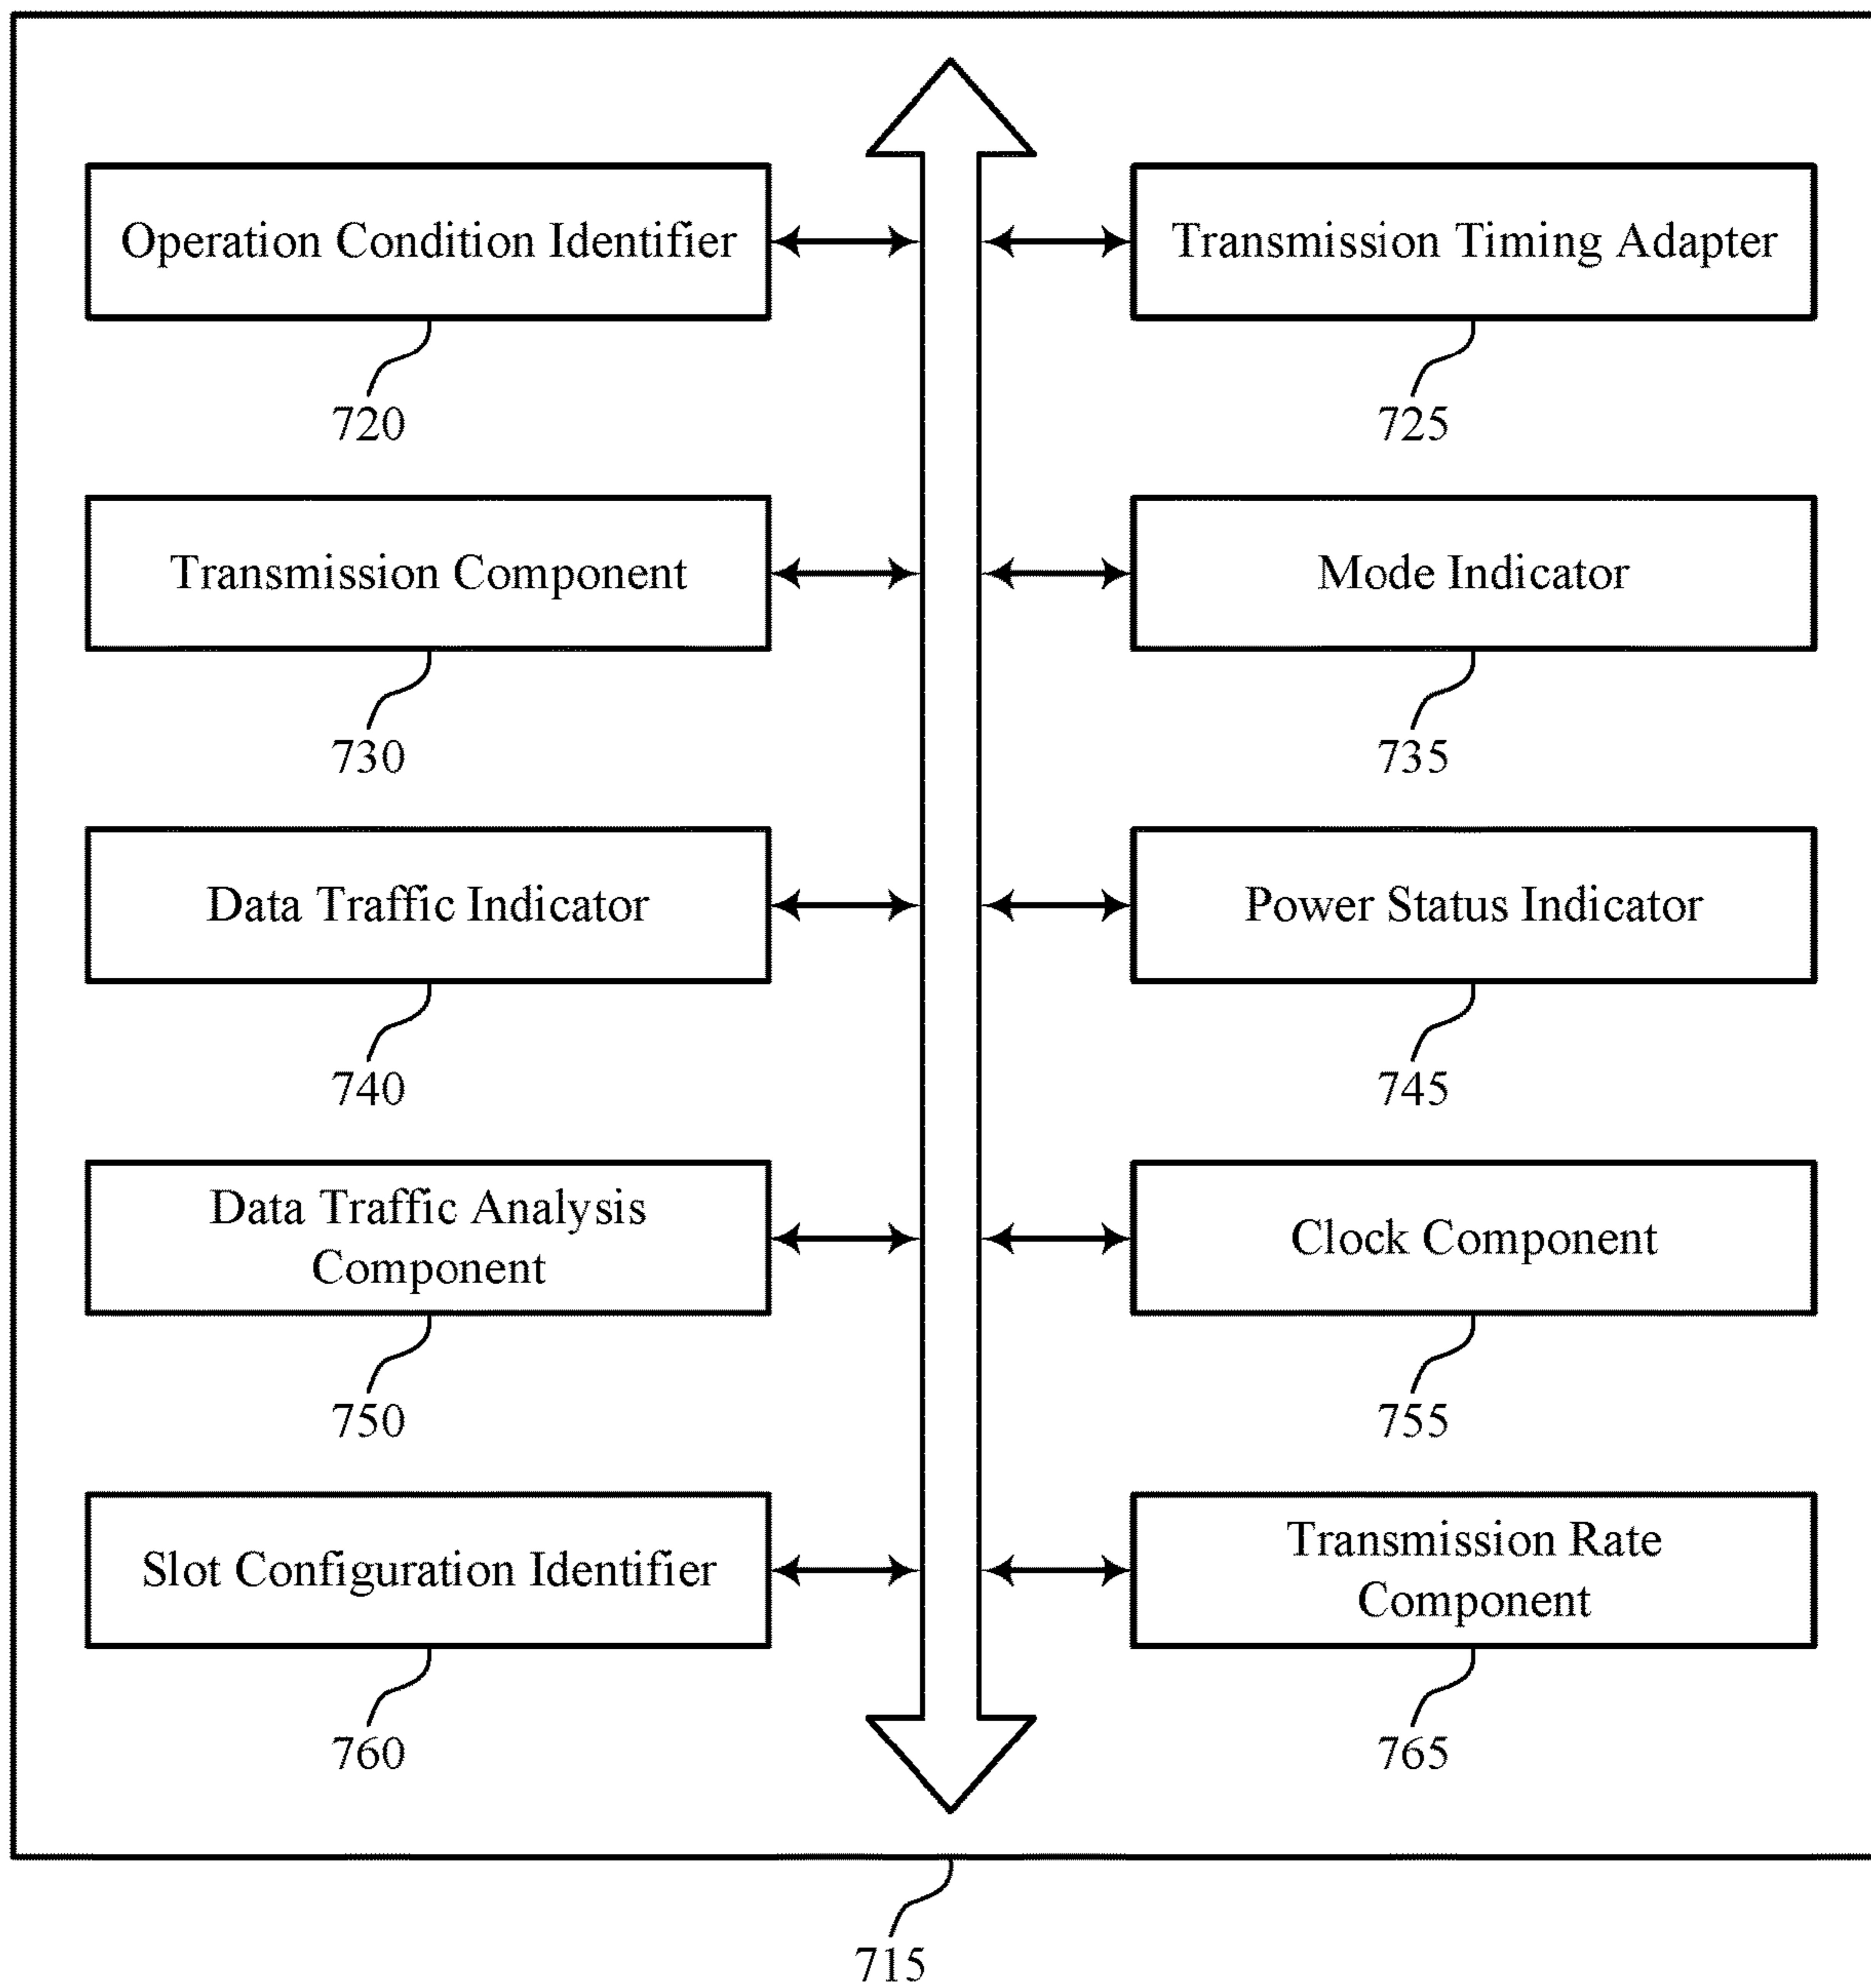 Operation Condition Identifier
Transmission Timing Adapter
720
725
Transmission Component
Mode Indicator
730
735
Data Traffic Indicator
Power Status Indicator
740
745
Data Traffic Analysis
Component
Clock Component
750
755
Slot Configuration Identifier
Transmission Rate
Component
760
765
715